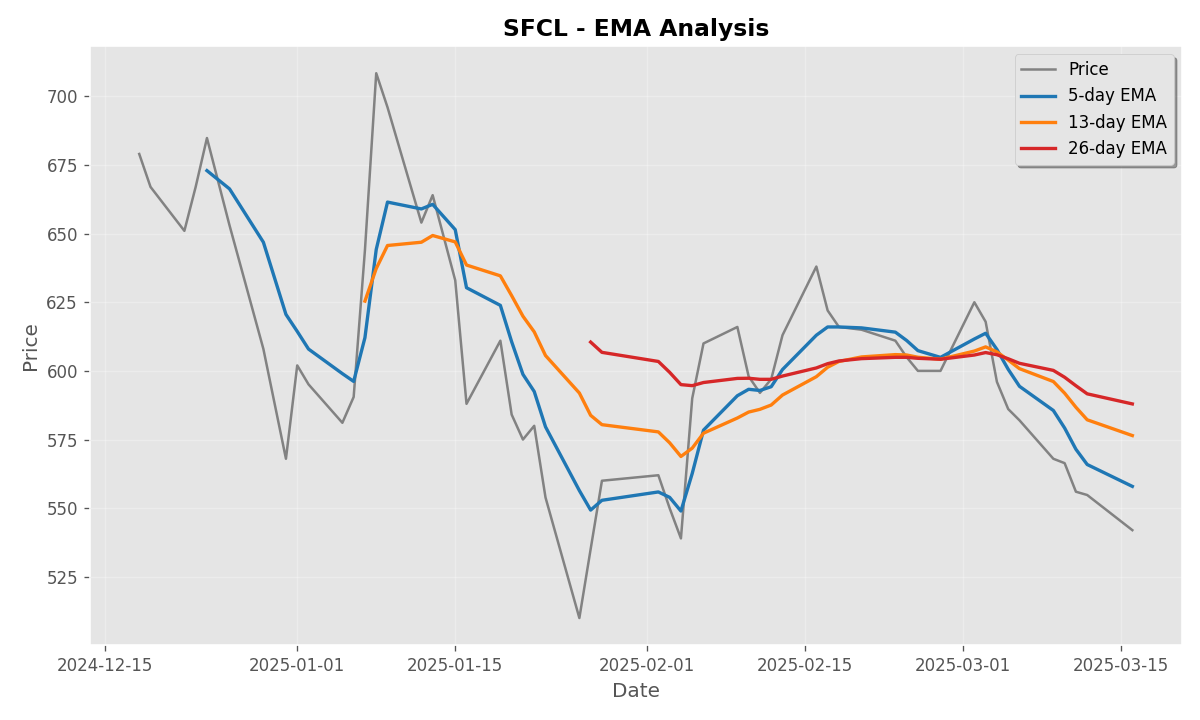 SFCL - EMA Analysis
Price
5-day EMA
13-day EMA
26-day EMA
Price
700
675
650
625
600
575
550
525
2024-12-15
2025-01-01
2025-01-15
2025-02-01
2025-02-15
2025-03-01
2025-03-15
Date